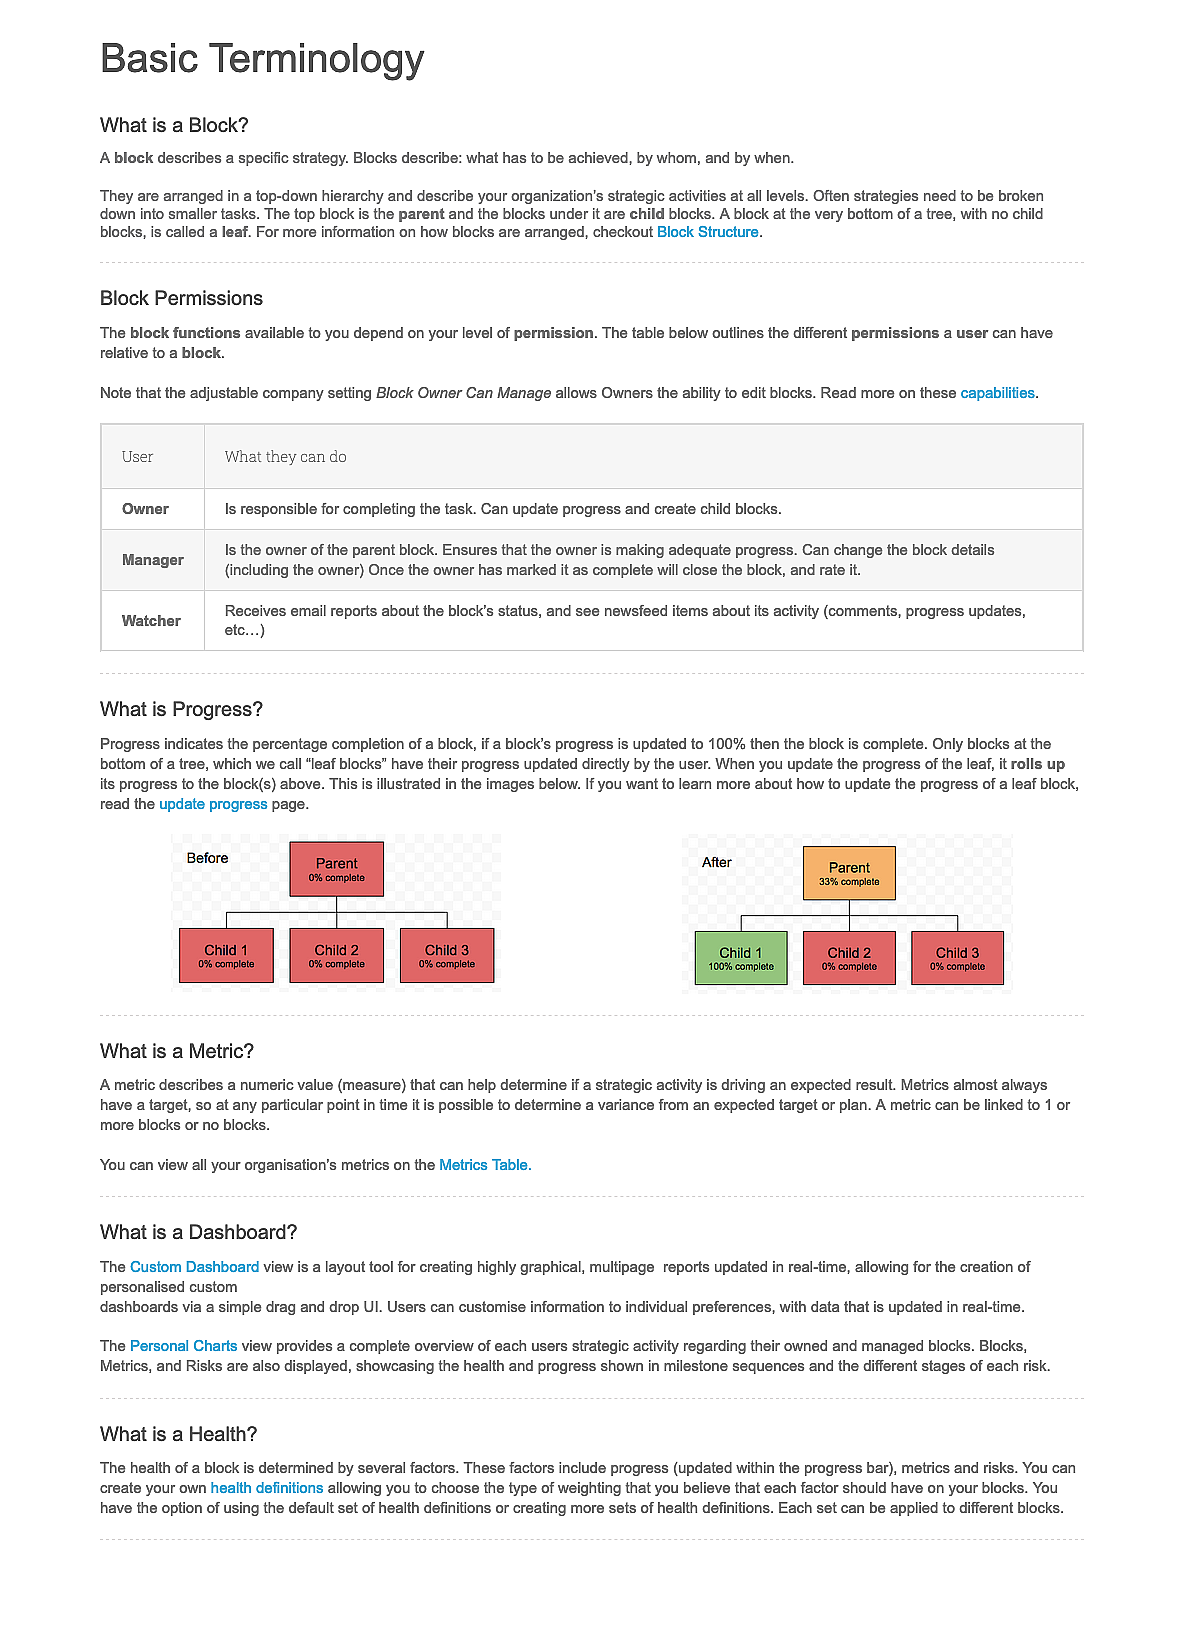 Basic Terminology
What is a Block?
A block describes a specific strategy. Blocks describe: what has to be achieved, by whom, and by when.
They are arranged in a top-down hierarchy and describe your organization's strategic activities at all levels. Often strategies need to be broken
down into smaller tasks. The top block is the parent and the blocks under it are child blocks. A block at the very bottom of a tree, with no child
blocks, is called a leaf. For more information on how blocks are arranged, checkout Block Structure.
Block Permissions
The block functions available to you depend on your level of permission. The table below outlines the different permissions a user can have
relative to a block.
Note that the adjustable company setting Block Owner Can Manage allows Owners the ability to edit blocks. Read more on these capabilities.
User What they can do
Owner Is responsible for completing the task. Can update progress and create child blocks.
Manager Is the owner of the parent block. Ensures that the owner is making adequate progress. Can change the block details
(including the owner) Once the owner has marked it as complete will close the block, and rate it.
Watcher Receives email reports about the block's status, and see newsfeed items about its activity (comments, progress updates,
etc…)
What is Progress?
Progress indicates the percentage completion of a block, if a block's progress is updated to 100% then the block is complete. Only blocks at the
bottom of a tree, which we call “leaf blocks” have their progress updated directly by the user. When you update the progress of the leaf, it rolls up
its progress to the block(s) above. This is illustrated in the images below. If you want to learn more about how to update the progress of a leaf block,
read the update progress page.
Before
Parent
0% complete
Child 1
0% complete
Child 2
0% complete
Child 3
0% complete
After
Parent
33% complete
Child 1
100% complete
Child 2
0% complete
Child 3
0% complete
What is a Metric?
A metric describes a numeric value (measure) that can help determine if a strategic activity is driving an expected result. Metrics almost always
have a target, so at any particular point in time it is possible to determine a variance from an expected target or plan. A metric can be linked to 1 or
more blocks or no blocks.
You can view all your organisation's metrics on the Metrics Table.
What is a Dashboard?
The Custom Dashboard view is a layout tool for creating highly graphical, multipage  reports updated in real-time, allowing for the creation of
personalised custom
dashboards via a simple drag and drop UI. Users can customise information to individual preferences, with data that is updated in real-time.
The Personal Charts view provides a complete overview of each users strategic activity regarding their owned and managed blocks. Blocks,
Metrics, and Risks are also displayed, showcasing the health and progress shown in milestone sequences and the different stages of each risk.
What is a Health?
The health of a block is determined by several factors. These factors include progress (updated within the progress bar), metrics and risks. You can
create your own health definitions allowing you to choose the type of weighting that you believe that each factor should have on your blocks. You
have the option of using the default set of health definitions or creating more sets of health definitions. Each set can be applied to different blocks.